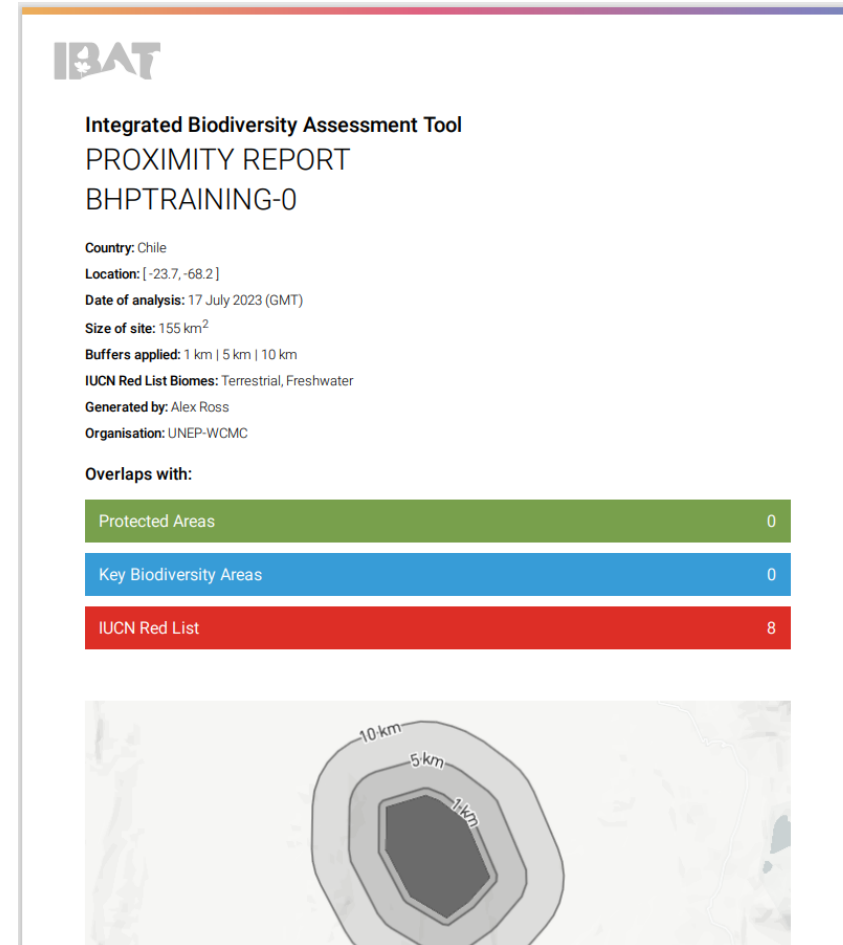 IBAT
Integrated Biodiversity Assessment Tool
PROXIMITY REPORT
BHPTRAINING-0
Country: Chile
Location: [ -23.7, -68.2 ]
Date of analysis: 17 July 2023 (GMT)
Size of site: 155 km2
Buffers applied: 1 km | 5 km | 10 km
IUCN Red List Biomes: Terrestrial, Freshwater
Generated by: Alex Ross
Organisation: UNEP-WCMC
Overlaps with:
Protected Areas 0
Key Biodiversity Areas 0
IUCN Red List 8
10 km
5 km
1 km